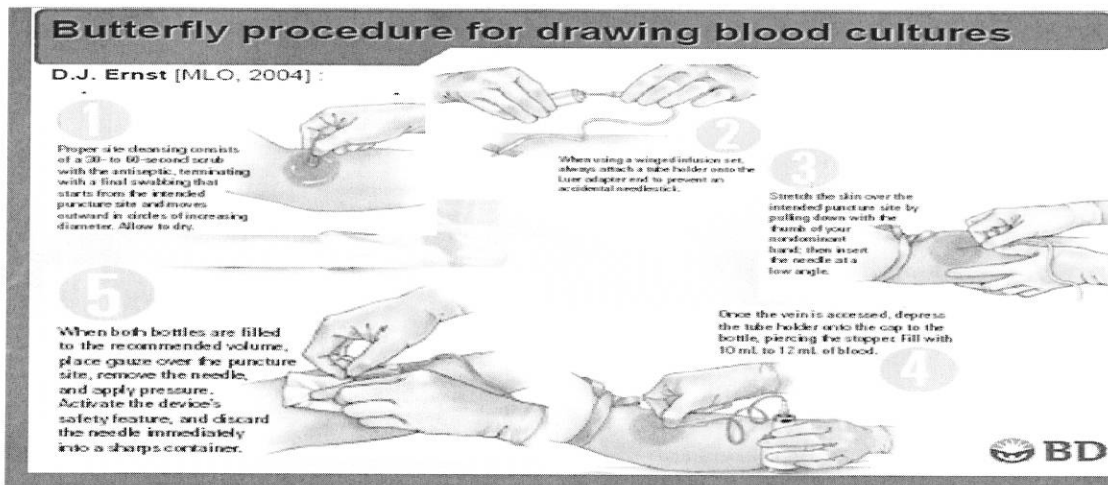 Butterfly procedure for drawing blood cultures
D.J. Ernst [MLO, 2004] :
1
Proper site cleansing consists
of a 30- to 60-second scrub
with the antiseptic, terminating
with a final swabbing that
starts from the intended
puncture site and moves
outward in circles of increasing
diameter. Allow to dry.
2
When using a winged infusion set,
always attach a tube holder onto the
Luer adapter end to prevent an
accidental needlestick.
3
Stretch the skin over the
intended puncture site by
pulling down with the
thumb of your
nondominant
hand; then insert
the needle at a
low angle.
Once the vein is accessed, depress
the tube holder onto the cap to the
bottle, piercing the stopper. Fill with
10 mL to 12 mL of blood.
4
5
When both bottles are filled
to the recommended volume,
place gauze over the puncture
site, remove the needle,
and apply pressure.
Activate the device's
safety feature, and discard
the needle immediately
into a sharps container.
BD